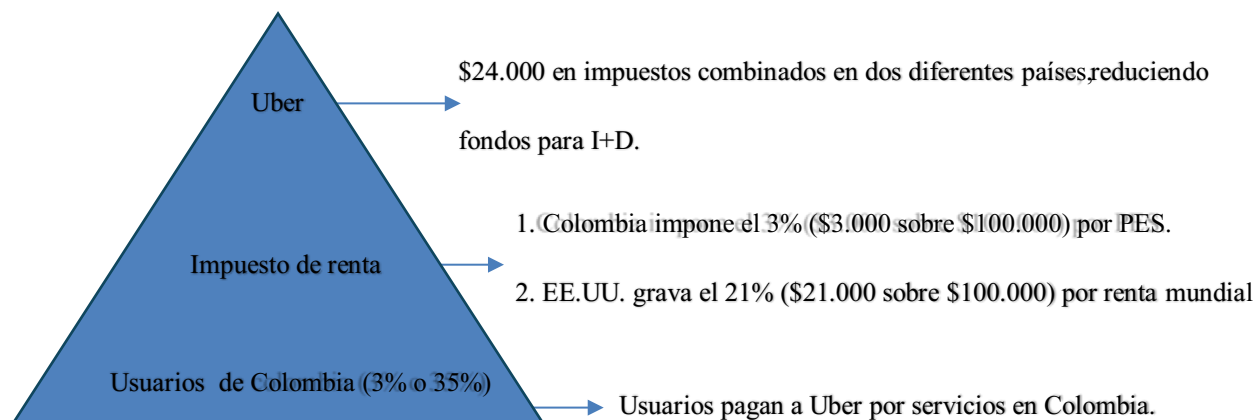 $24.000 en impuestos combinados en dos diferentes países,reduciendo
Uber
fondos para I+D.
1. Colombia impone el 3% ($3.000 sobre $100.000) por PES.
Impuesto de renta
2. EE.UU. grava el 21% ($21.000 sobre $100.000) por renta mundial
Usuarios de Colombia (3% o 35%)
Usuarios pagan a Uber por servicios en Colombia.